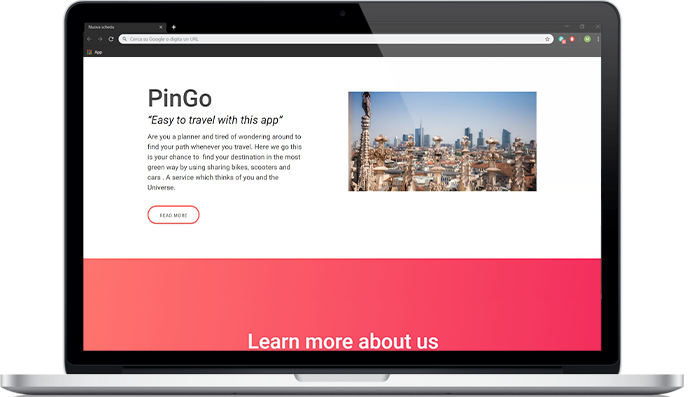 Nuova scheda
Cerca su Google o digita un URL
App
PinGo
“Easy to travel with this app”
Are you a planner and tired of wondering around to
find your path whenever you travel. Here we go this
is your chance to find your destination in the most
green way by using sharing bikes, scooters and
cars . A service which thinks of you and the
Universe.
READ MORE
Learn more about us